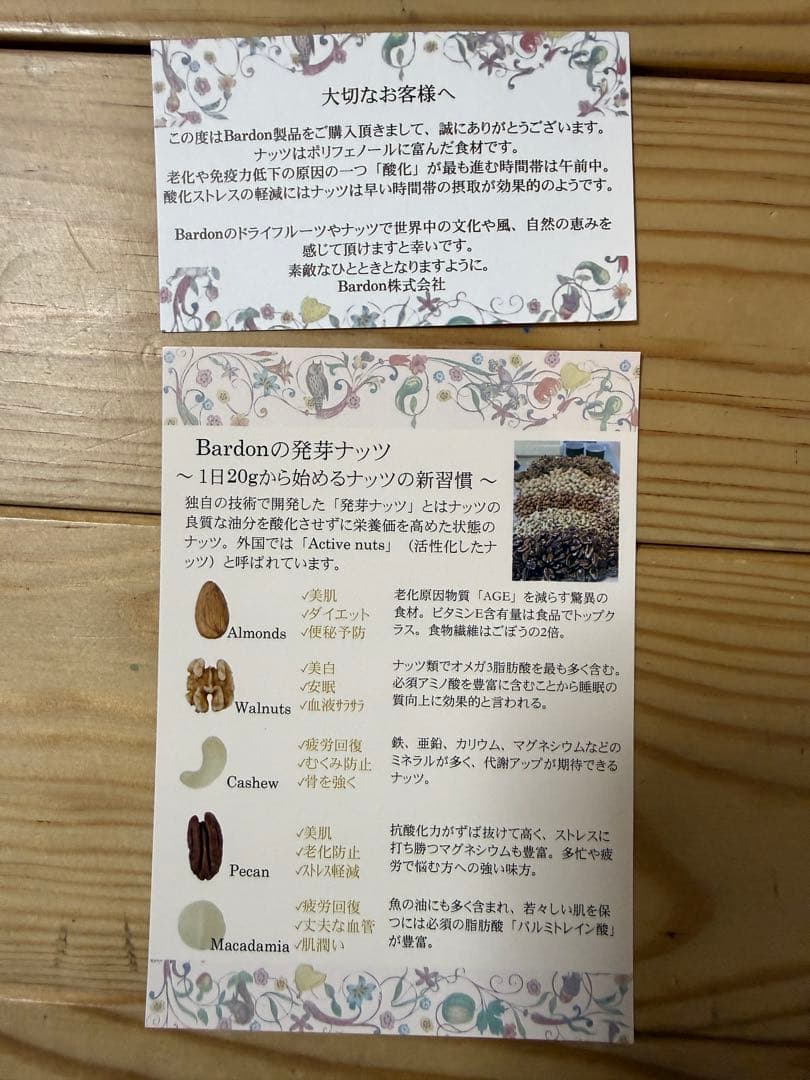 大切なお客様へ
この度はBardon製品をご購入頂きまして、誠にありがとうございます。
ナッツはポリフェノールに富んだ食材です。
老化や免疫力低下の原因の一つ「酸化」が最も進む時間帯は午前中。
酸化ストレスの軽減にはナッツは早い時間帯の摂取が効果的のようです。
Bardonのドライフルーツやナッツで世界中の文化や風、自然の恵みを
感じて頂けますと幸いです。
素敵なひとときとなりますように。
Bardon株式会社
Bardonの発芽ナッツ
～ 1日20gから始めるナッツの新習慣 ～
独自の技術で開発した「発芽ナッツ」とはナッツの
良質な油分を酸化させずに栄養価を高めた状態の
ナッツ。外国では「Active nuts」（活性化したナ
ッツ）と呼ばれています。
Almonds
✓美肌
✓ダイエット
✓便秘予防
老化原因物質「AGE」を減らす驚異の
食材。ビタミンE含有量は食品でトップク
ラス。食物繊維はごぼうの2倍。
Walnuts
✓美白
✓安眠
✓血液ｻﾗｻﾗ
ナッツ類でオメガ3脂肪酸を最も多く含む。
必須アミノ酸を豊富に含むことから睡眠の
質向上に効果的と言われる。
Cashew
✓疲労回復
✓むくみ防止
✓骨を強く
鉄、亜鉛、カリウム、マグネシウムなどの
ミネラルが多く、代謝アップが期待できる
ナッツ。
Pecan
✓美肌
✓老化防止
✓ｽﾄﾚｽ軽減
抗酸化力がずば抜けて高く、ストレスに
打ち勝つマグネシウムも豊富。多忙や疲
労で悩む方への強い味方。
Macadamia
✓疲労回復
✓丈夫な血管
✓肌潤い
魚の油にも多く含まれ、若々しい肌を保
つには必須の脂肪酸「パルミトレイン酸」
が豊富。